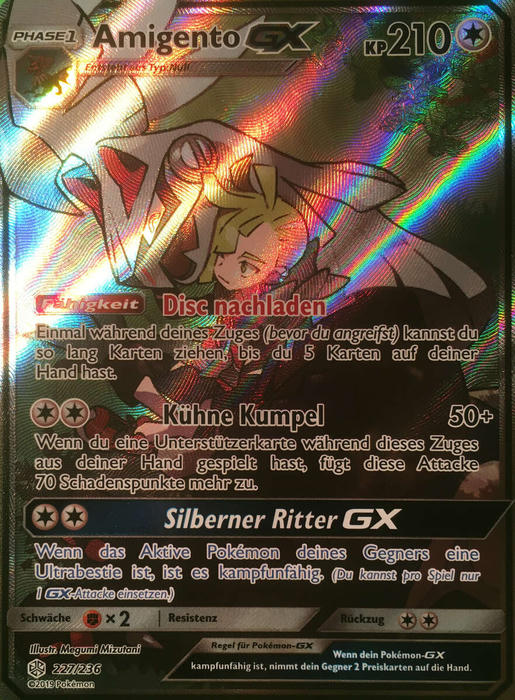 PHASE 1 Amigento GX KP210
Entsteht aus Typ:Null
Fähigkeit Disc nachladen
Einmal während deines Zuges (bevor du angreifst) kannst du
so lang Karten ziehen, bis du 5 Karten auf deiner
Hand hast.
Kühne Kumpel 50+
Wenn du eine Unterstützerkarte während dieses Zuges
aus deiner Hand gespielt hast, fügt diese Attacke
70 Schadenspunkte mehr zu.
Silberner Ritter GX
Wenn das Aktive Pokémon deines Gegners eine
Ultrabestie ist, ist es kampfunfähig. (Du kannst pro Spiel nur
1 GX-Attacke einsetzen.)
Schwäche ×2 Resistenz Rückzug
Illustr. Megumi Mizutani
227/236
©2019 Pokémon
Regel für Pokémon-GX
Wenn dein Pokémon-GX
kampfunfähig ist, nimmt dein Gegner 2 Preiskarten auf die Hand.